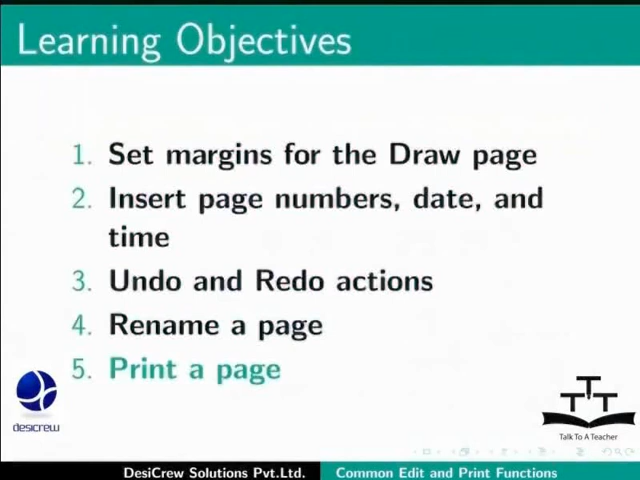 Learning Objectives
1. Set margins for the Draw page
2. Insert page numbers, date, and
time
3. Undo and Redo actions
4. Rename a page
5. Print a page
desicrew
TTT
Talk To A Teacher
DesiCrew Solutions Pvt.Ltd. Common Edit and Print Functions